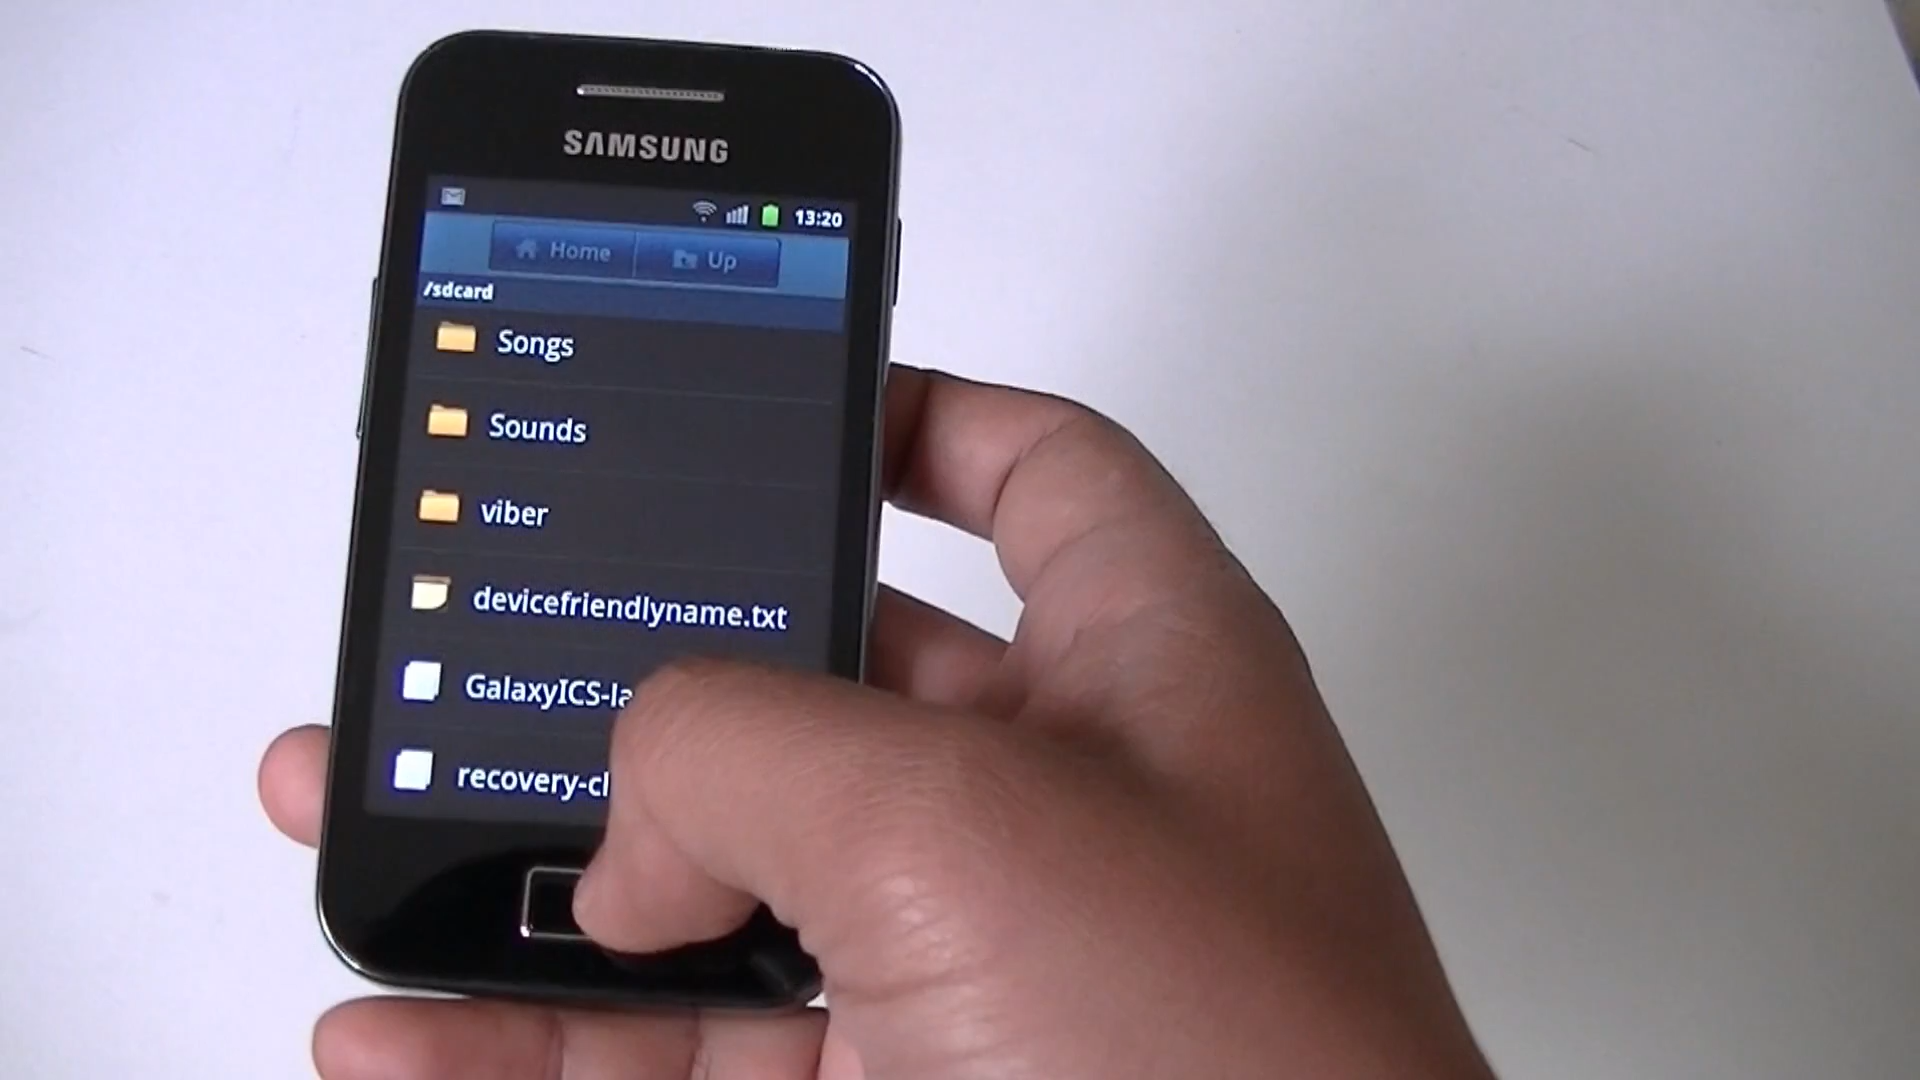 SAMSUNG
13:20
Home Up
/sdcard
Songs
Sounds
viber
devicefriendlyname.txt
GalaxyICS-la
recovery-cl